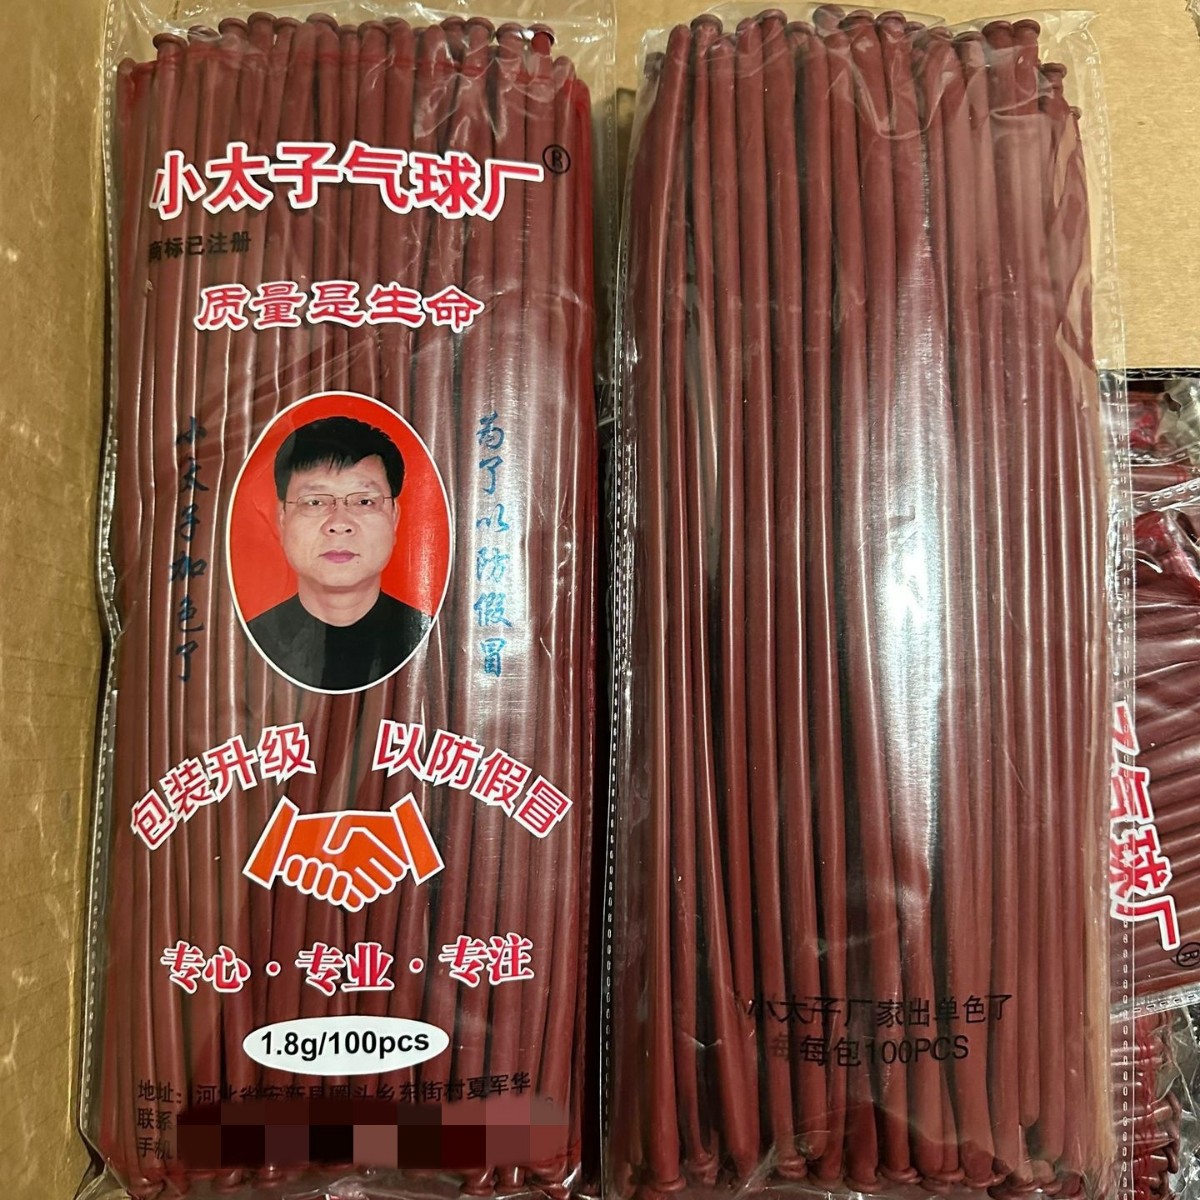 小太子气球厂®
商标已注册
质量是生命
小太子加色了
为了以防假冒
包装升级 以防假冒
专心·专业·专注
1.8g/100pcs
地址：河北省安新县圈头乡东街村夏军华
联系
手机
小太子厂家出单色了
每每包100PCS
气球厂®